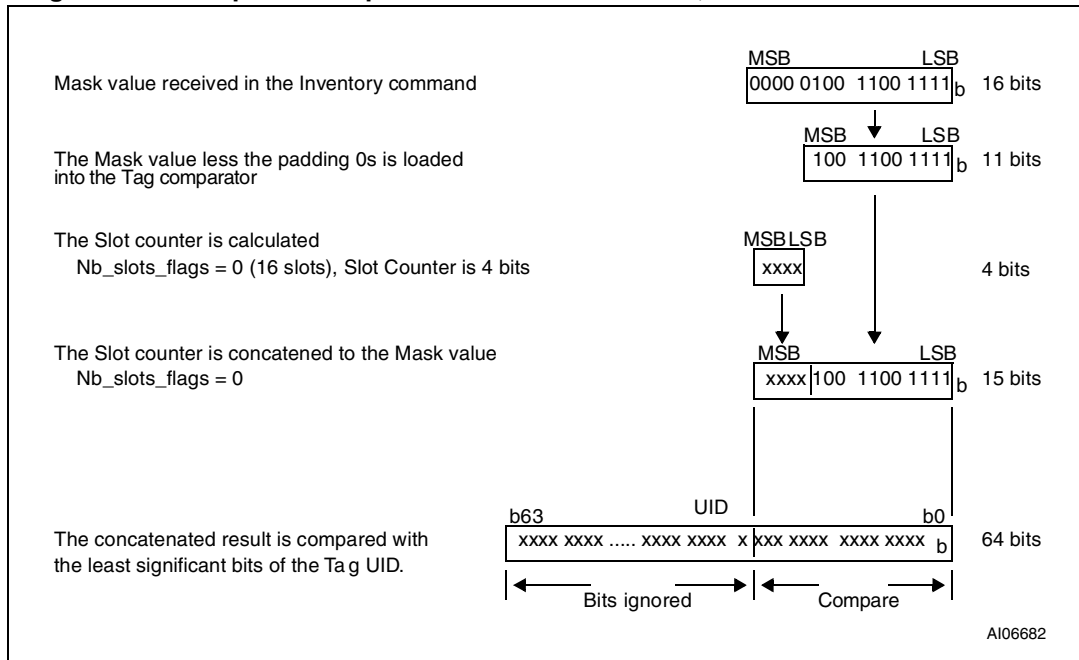 MSB LSB
Mask value received in the Inventory command 0000 0100 1100 1111 b 16 bits
MSB LSB
The Mask value less the padding 0s is loaded
into the Tag comparator 100 1100 1111 b 11 bits
The Slot counter is calculated MSB LSB
Nb_slots_flags = 0 (16 slots), Slot Counter is 4 bits xxxx 4 bits
The Slot counter is concatened to the Mask value MSB LSB
Nb_slots_flags = 0 xxxx 100 1100 1111 b 15 bits
UID
b63 b0
The concatenated result is compared with xxxx xxxx ..... xxxx xxxx x xxx xxxx xxxx xxxx b 64 bits
the least significant bits of the Tag UID.
Bits ignored Compare
AI06682